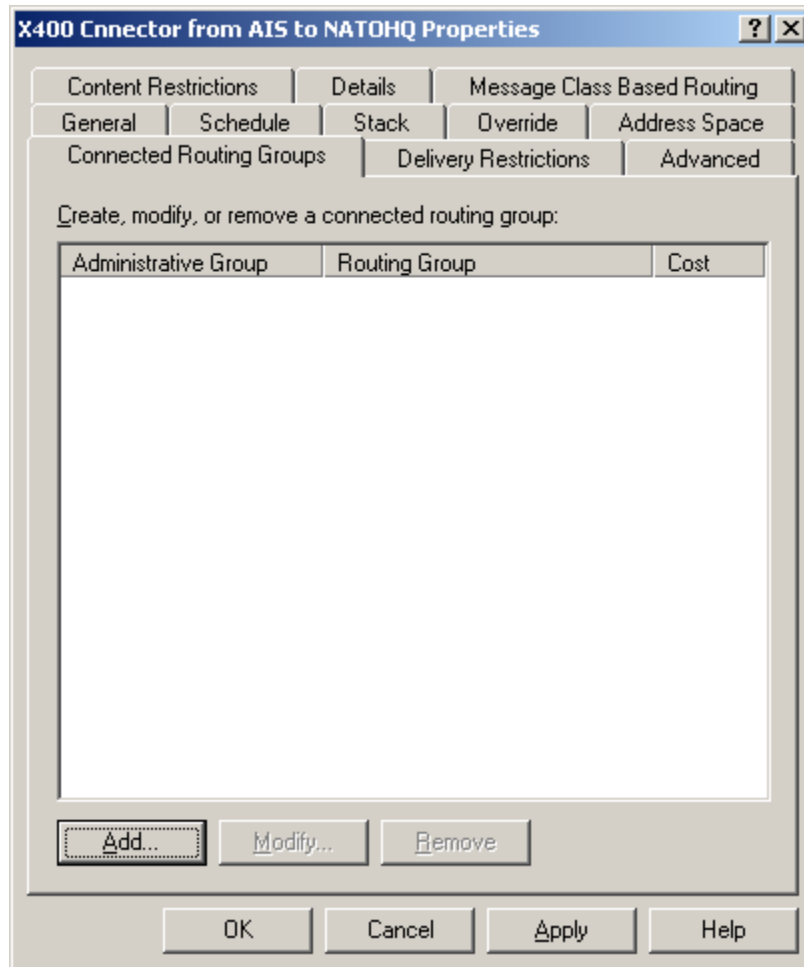 X400 Cnnector from AIS to NATOHQ Properties
Content Restrictions Details Message Class Based Routing
General Schedule Stack Override Address Space
Connected Routing Groups Delivery Restrictions Advanced
Create, modify, or remove a connected routing group:
Administrative Group Routing Group Cost
Add... Modify... Remove
OK Cancel Apply Help